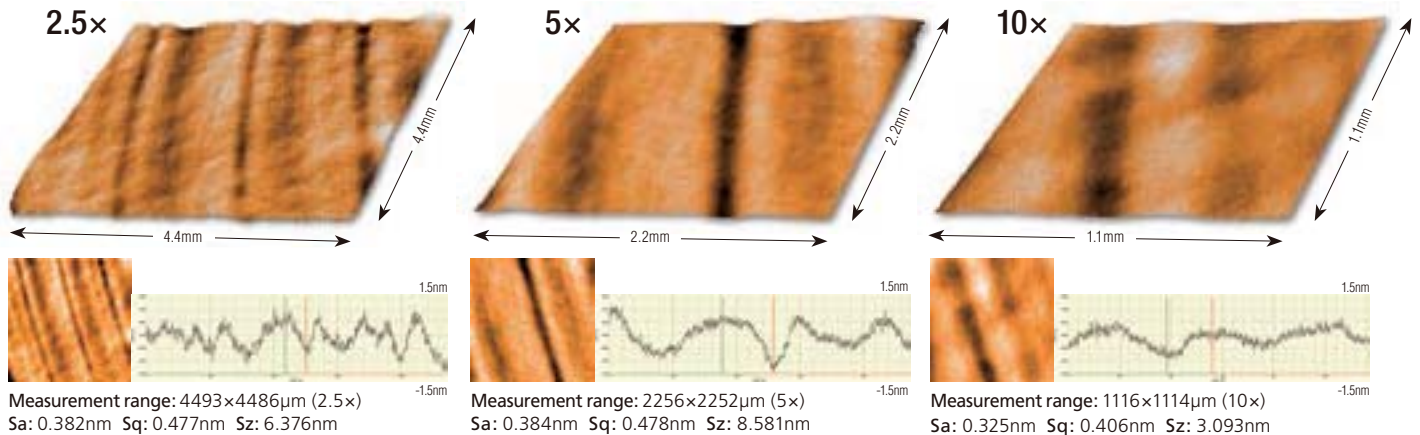 2.5×
4.4mm
4.4mm
1.5nm
-1.5nm
Measurement range: 4493×4486µm (2.5×)
Sa: 0.382nm Sq: 0.477nm Sz: 6.376nm
5×
2.2mm
2.2mm
1.5nm
-1.5nm
Measurement range: 2256×2252µm (5×)
Sa: 0.384nm Sq: 0.478nm Sz: 8.581nm
10×
1.1mm
1.1mm
1.5nm
-1.5nm
Measurement range: 1116×1114µm (10×)
Sa: 0.325nm Sq: 0.406nm Sz: 3.093nm